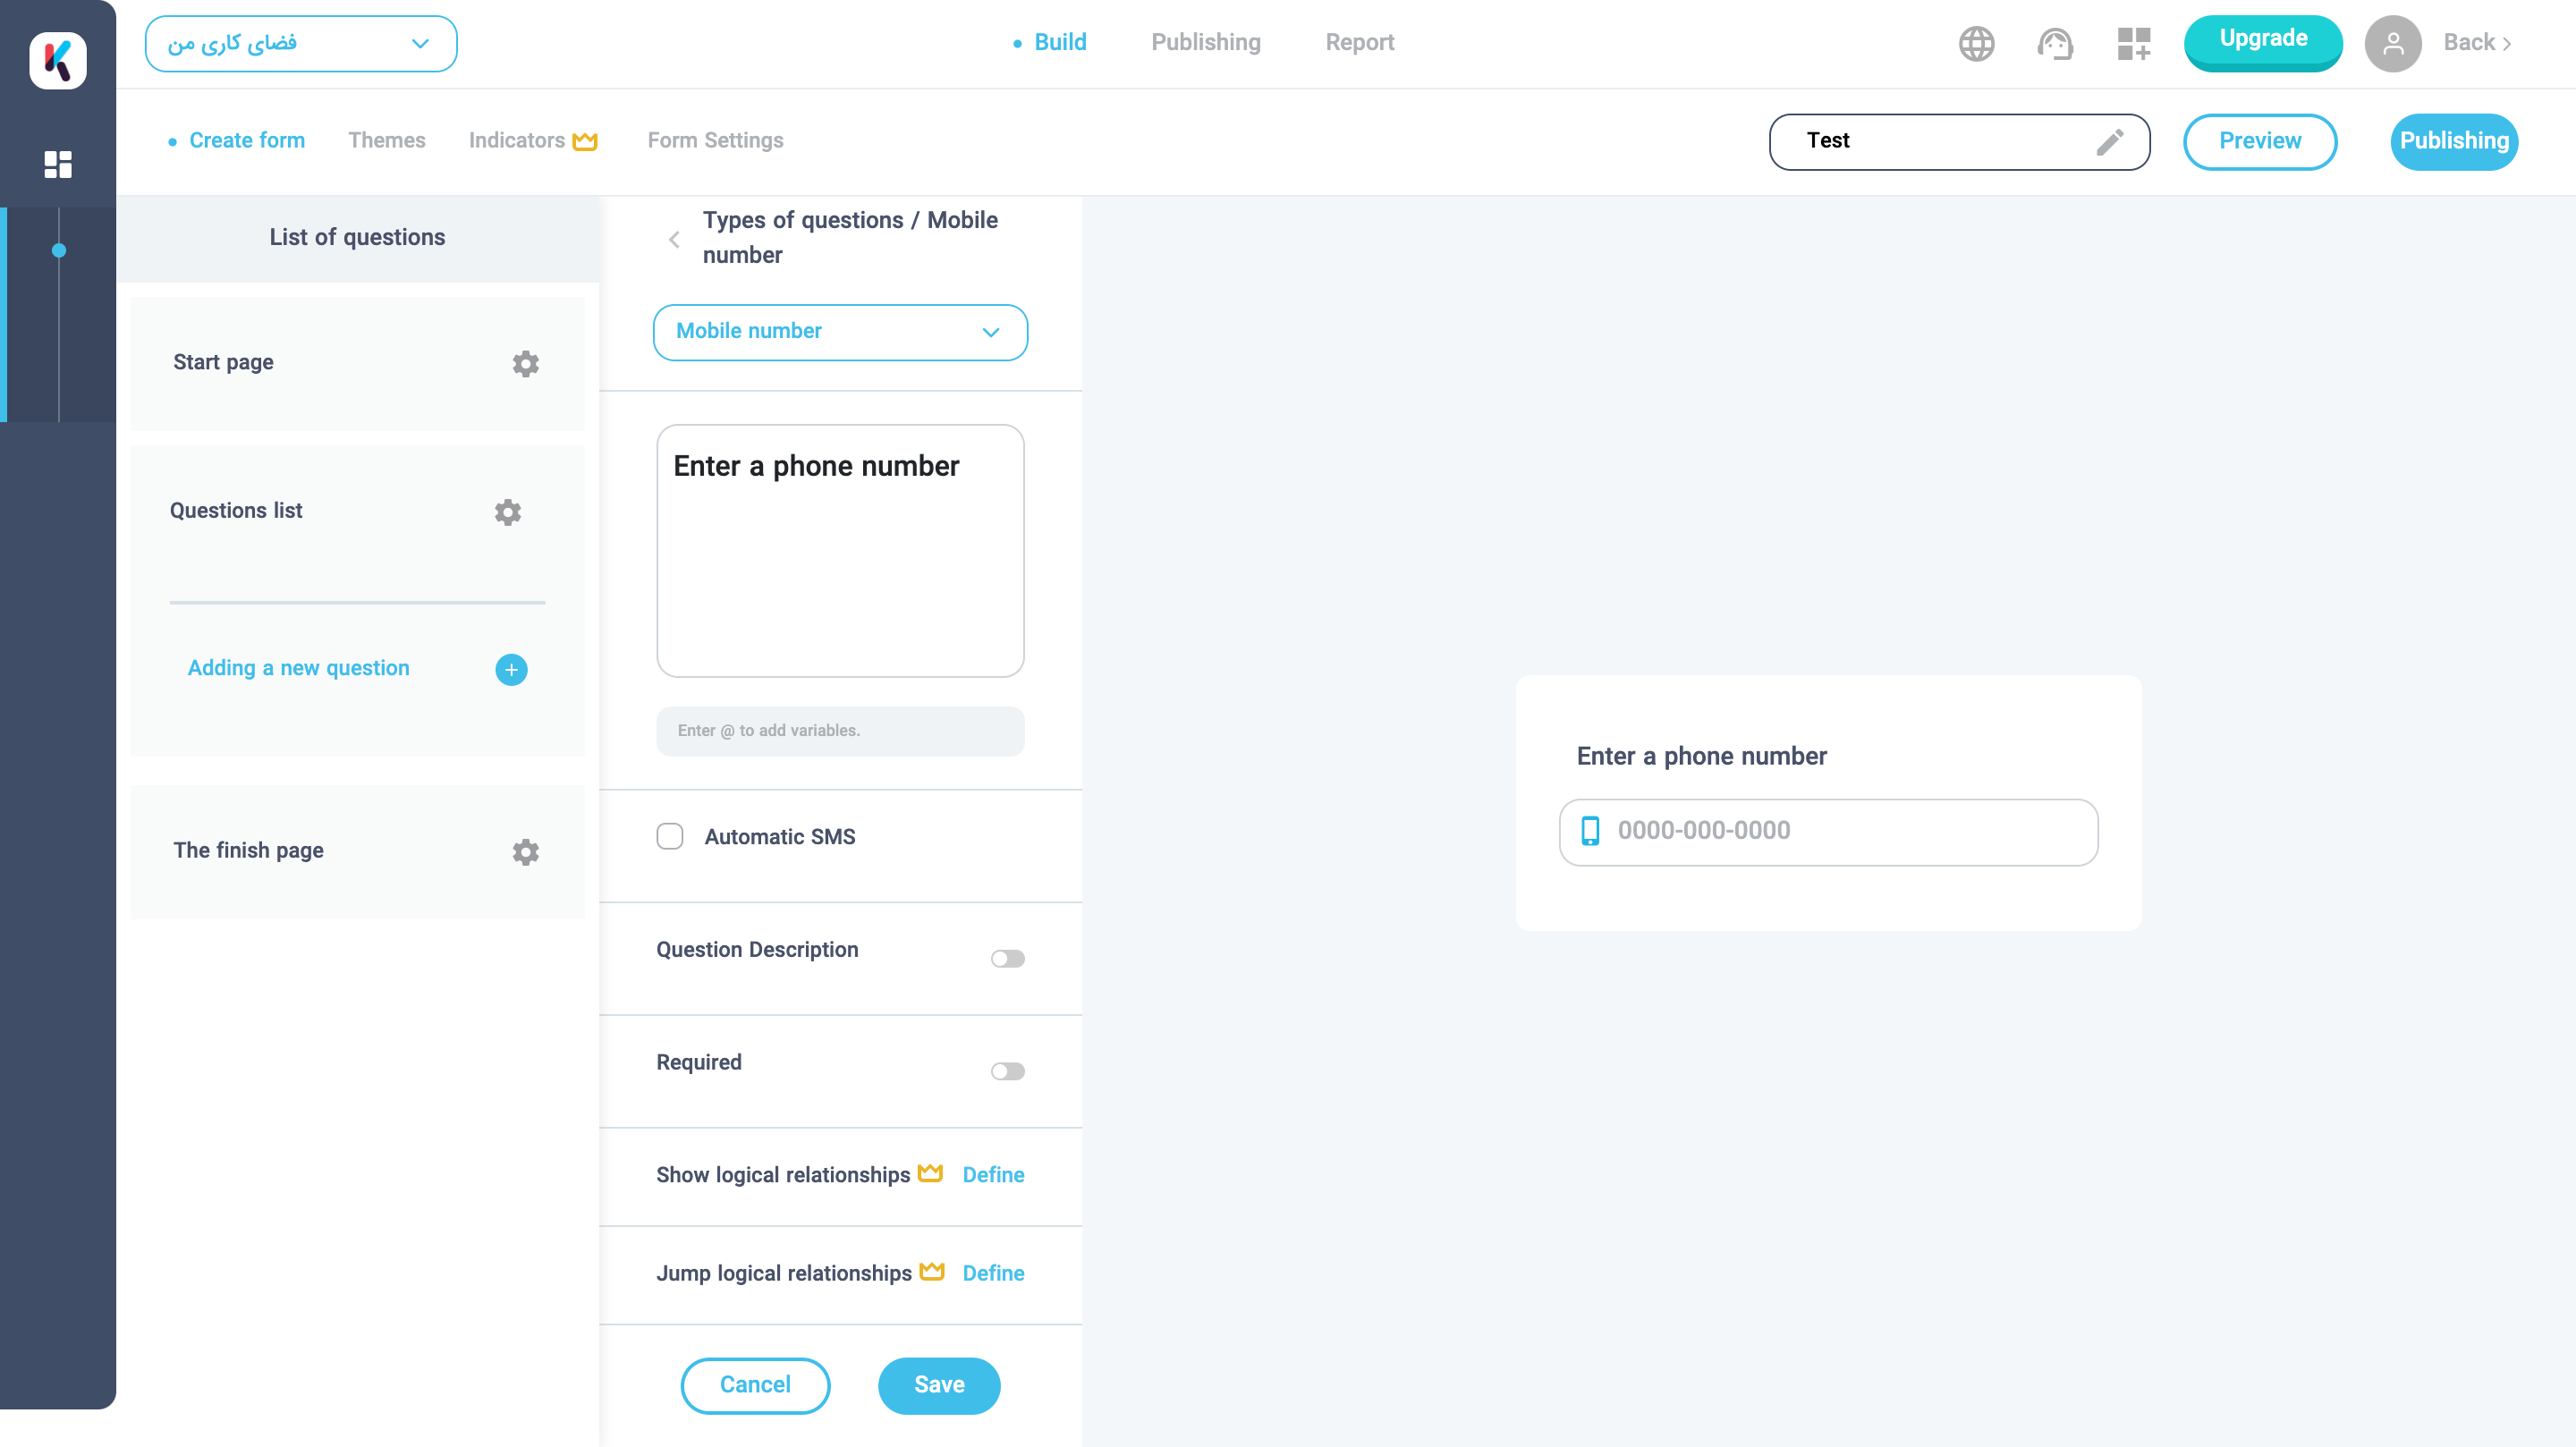 فضای کاری من
Build
Publishing
Report
Upgrade
Back
Create form
Themes
Indicators
Form Settings
Test
Preview
Publishing
List of questions
Start page
Questions list
Adding a new question
The finish page
Types of questions / Mobile
number
Mobile number
Enter a phone number
Enter @ to add variables.
Automatic SMS
Question Description
Required
Show logical relationships
Define
Jump logical relationships
Define
Cancel
Save
Enter a phone number
0000-000-0000